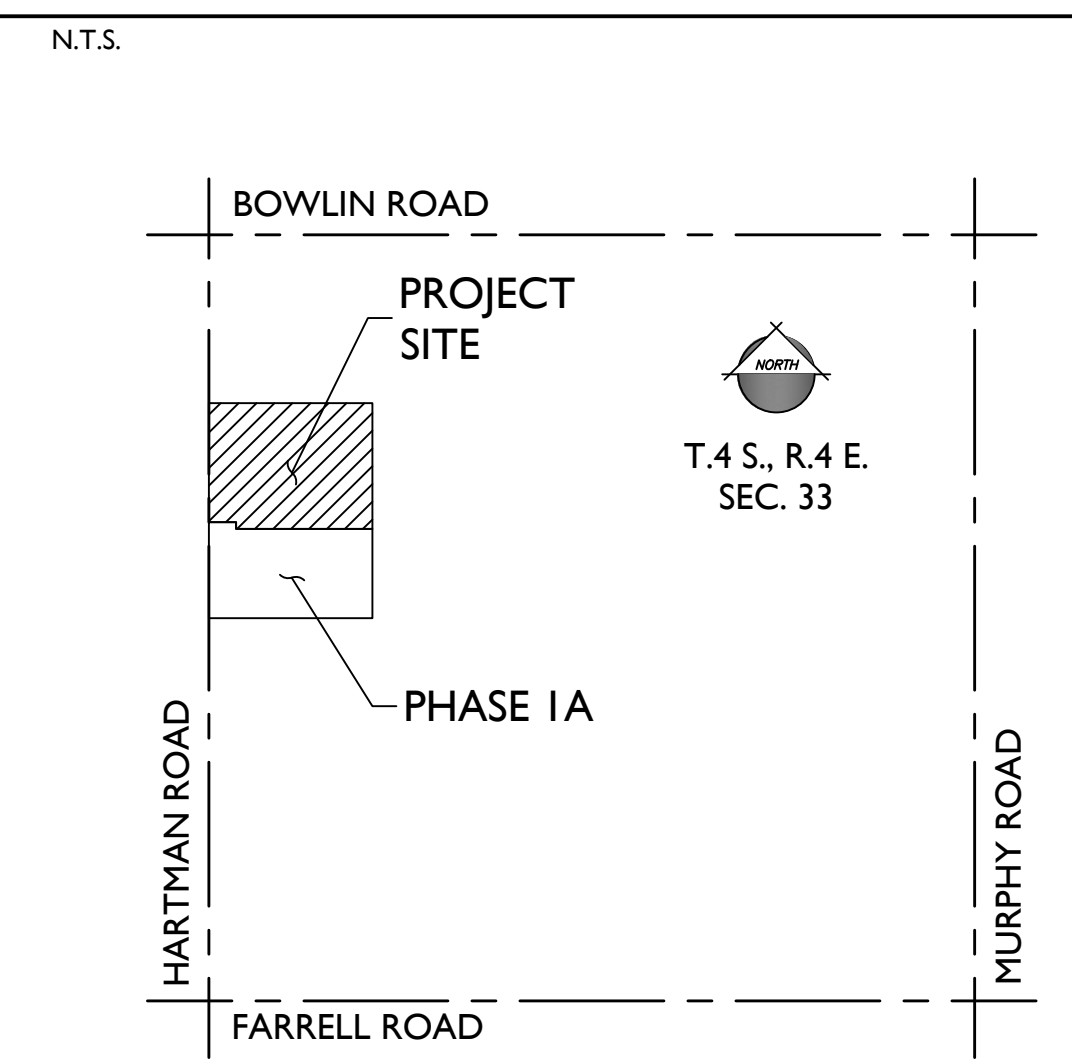 N.T.S.
BOWLIN ROAD
PROJECT
SITE
NORTH
T.4 S., R.4 E.
SEC. 33
PHASE 1A
HARTMAN ROAD
MURPHY ROAD
FARRELL ROAD